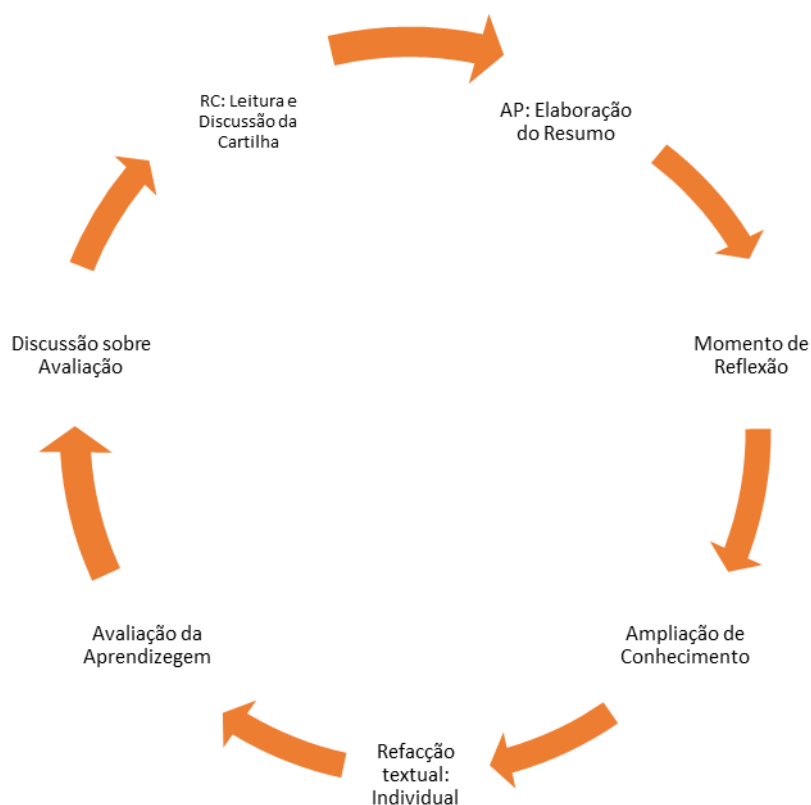 RC: Leitura e
Discussão da
Cartilha
AP: Elaboração
do Resumo
Momento de
Reflexão
Ampliação de
Conhecimento
Refacção
textual:
Individual
Avaliação da
Aprendizegem
Discussão sobre
Avaliação